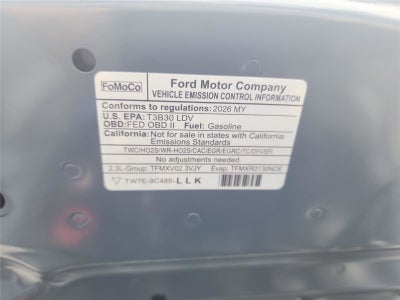 FoMoCo
Ford Motor Company
VEHICLE EMISSION CONTROL INFORMATION
Conforms to regulations: 2026 MY
U.S. EPA: T3B30 LDV
OBD:FED OBD II Fuel: Gasoline
California: Not for sale in states with California
Emissions Standards
TWC/HO2S/WR-HO2S/CAC/EGR/EGRC/TC/DFI/SFI
No adjustments needed.
2.3L-Group: TFMXV02.3VJY Evap: TFMXR0130NDE
TW7E-9C485-LLK